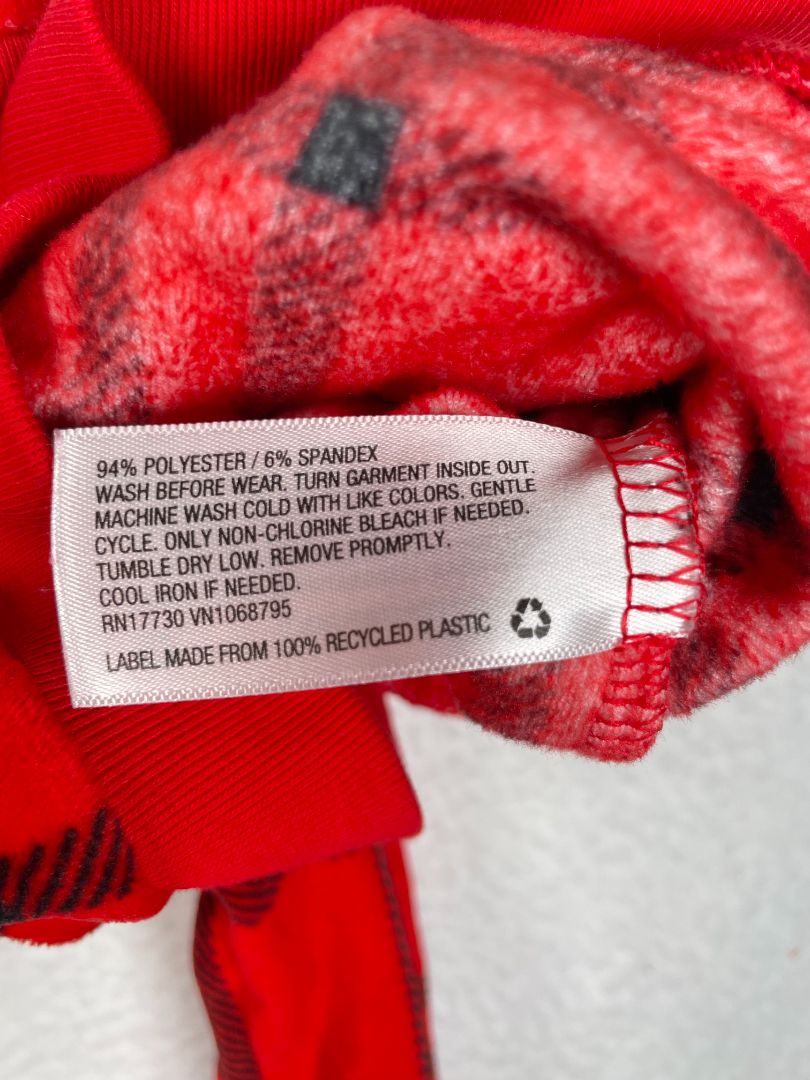 94% POLYESTER / 6% SPANDEX
WASH BEFORE WEAR. TURN GARMENT INSIDE OUT.
MACHINE WASH COLD WITH LIKE COLORS. GENTLE
CYCLE. ONLY NON-CHLORINE BLEACH IF NEEDED.
TUMBLE DRY LOW. REMOVE PROMPTLY.
COOL IRON IF NEEDED.
RN17730 VN1068795
LABEL MADE FROM 100% RECYCLED PLASTIC